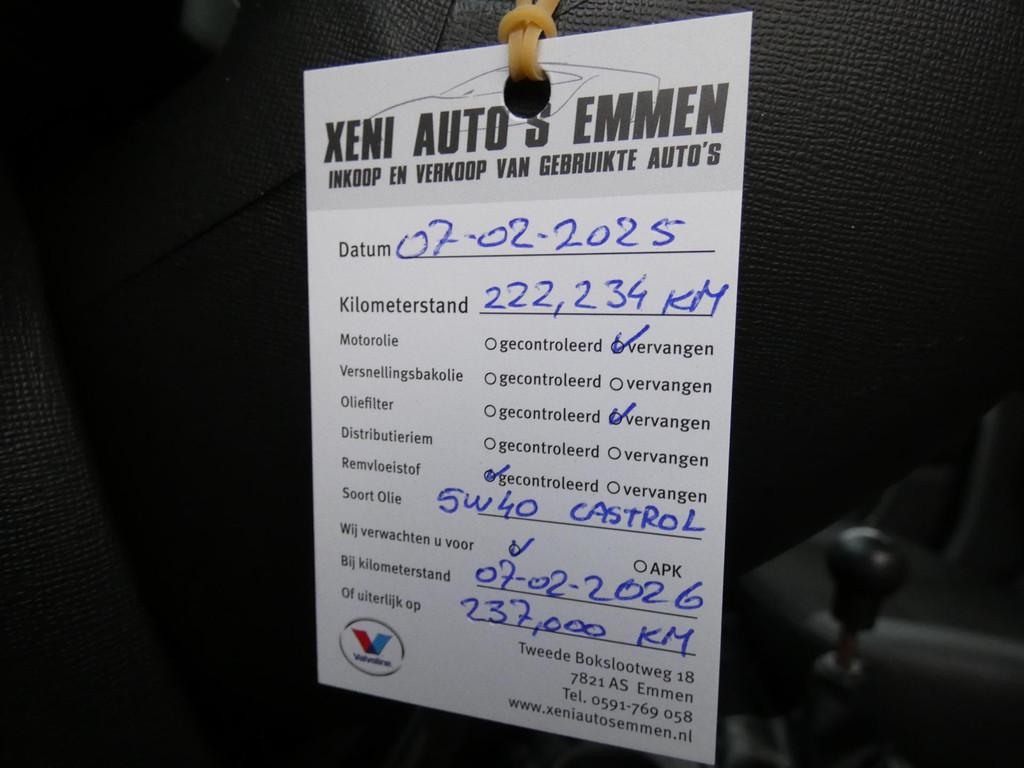 XENI AUTO'S EMMEN
INKOOP EN VERKOOP VAN GEBRUIKTE AUTO'S
Datum 07-02-2025
Kilometerstand 222,234 KM
Motorolie gecontroleerd vervangen
Versnellingsbakolie gecontroleerd vervangen
Oliefilter gecontroleerd vervangen
Distributieriem gecontroleerd vervangen
Remvloeistof gecontroleerd vervangen
Soort Olie 5W40 CASTROL
Wij verwachten u voor APK
Bij kilometerstand 07-02-2026
Of uiterlijk op 237,000 KM
Valvoline
Tweede Bokslootweg 18
7821 AS Emmen
Tel. 0591-769 058
www.xeniautosemmen.nl